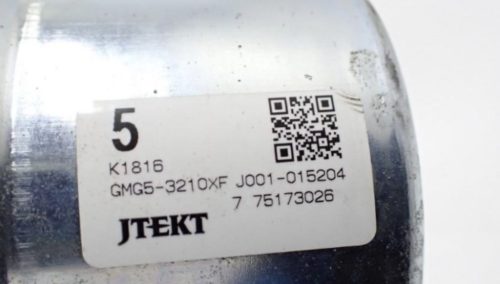 5
K1816
GMG5-3210XF J001-015204
7 75173026
JTEKT